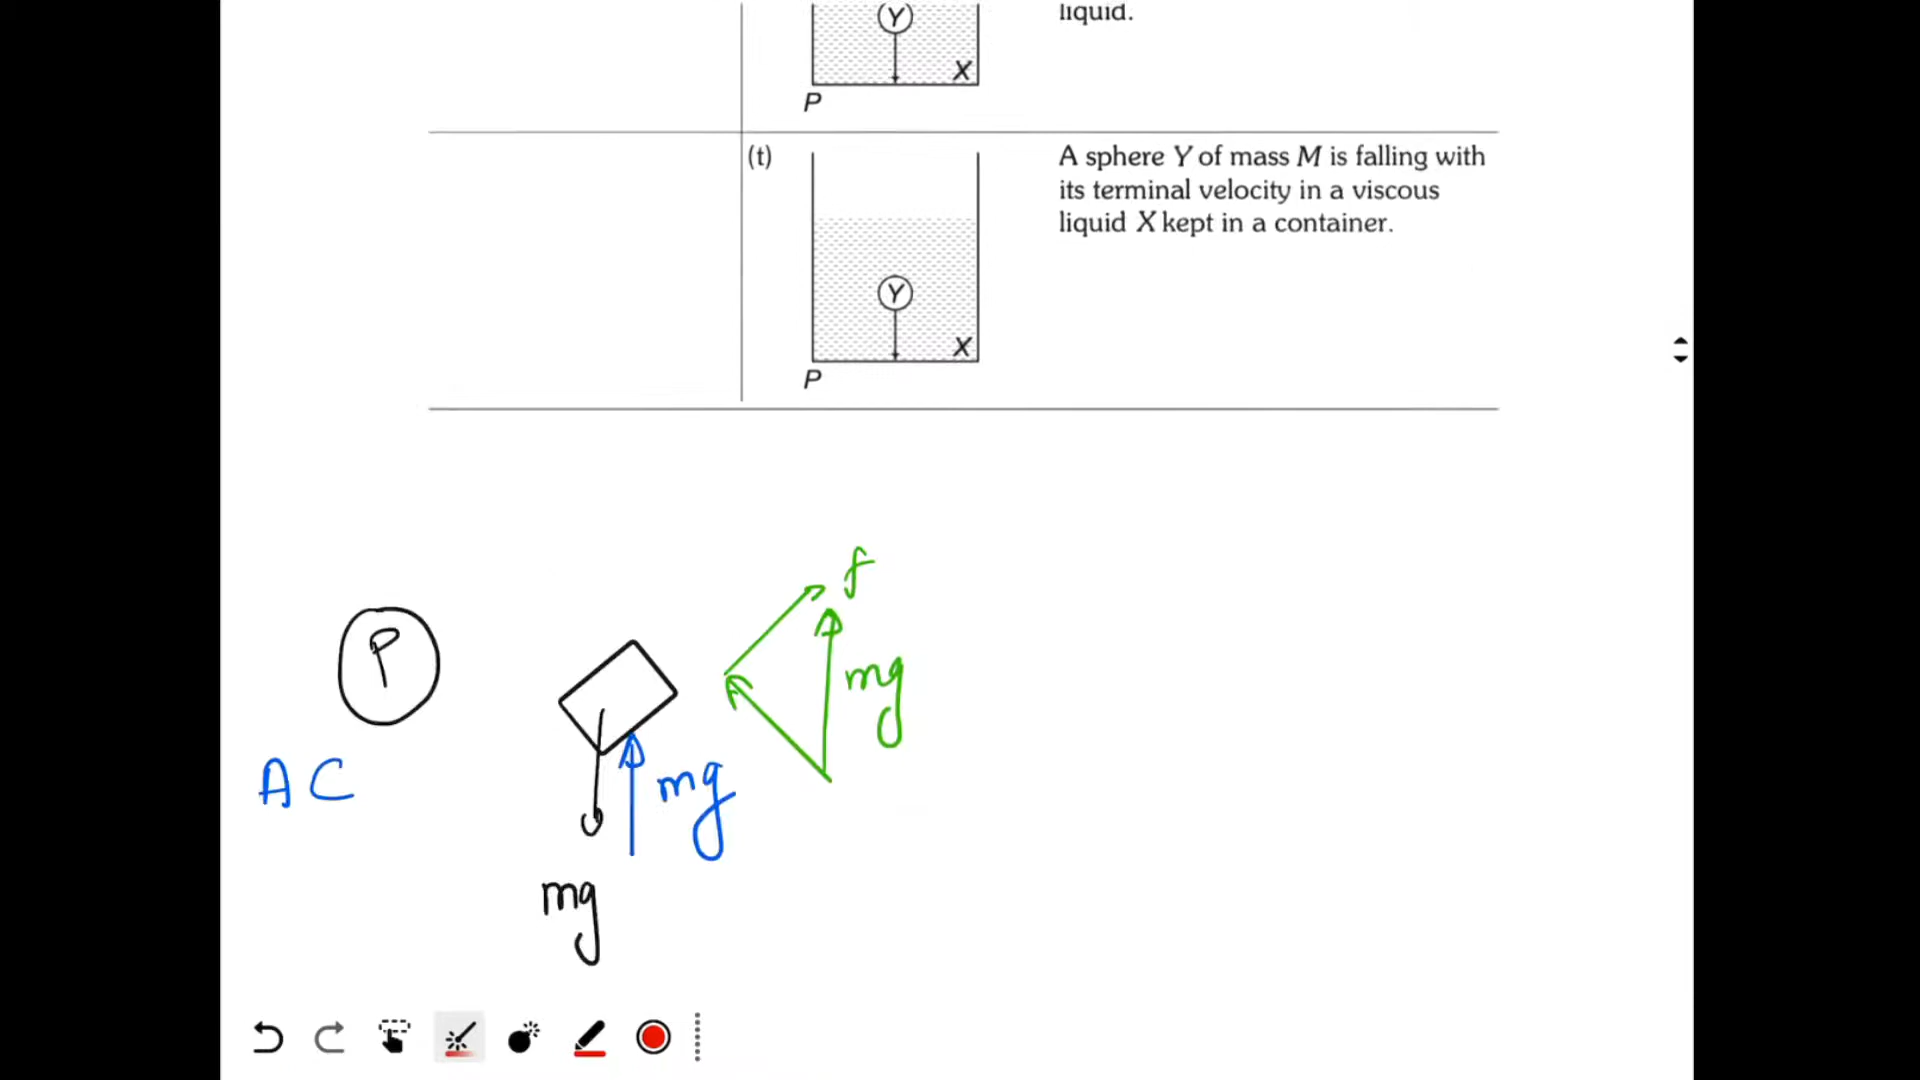 Y
liquid.
X
P
(t)
A sphere Y of mass M is falling with
its terminal velocity in a viscous
liquid X kept in a container.
Y
X
P
f
P
mg
A C
mg
mg